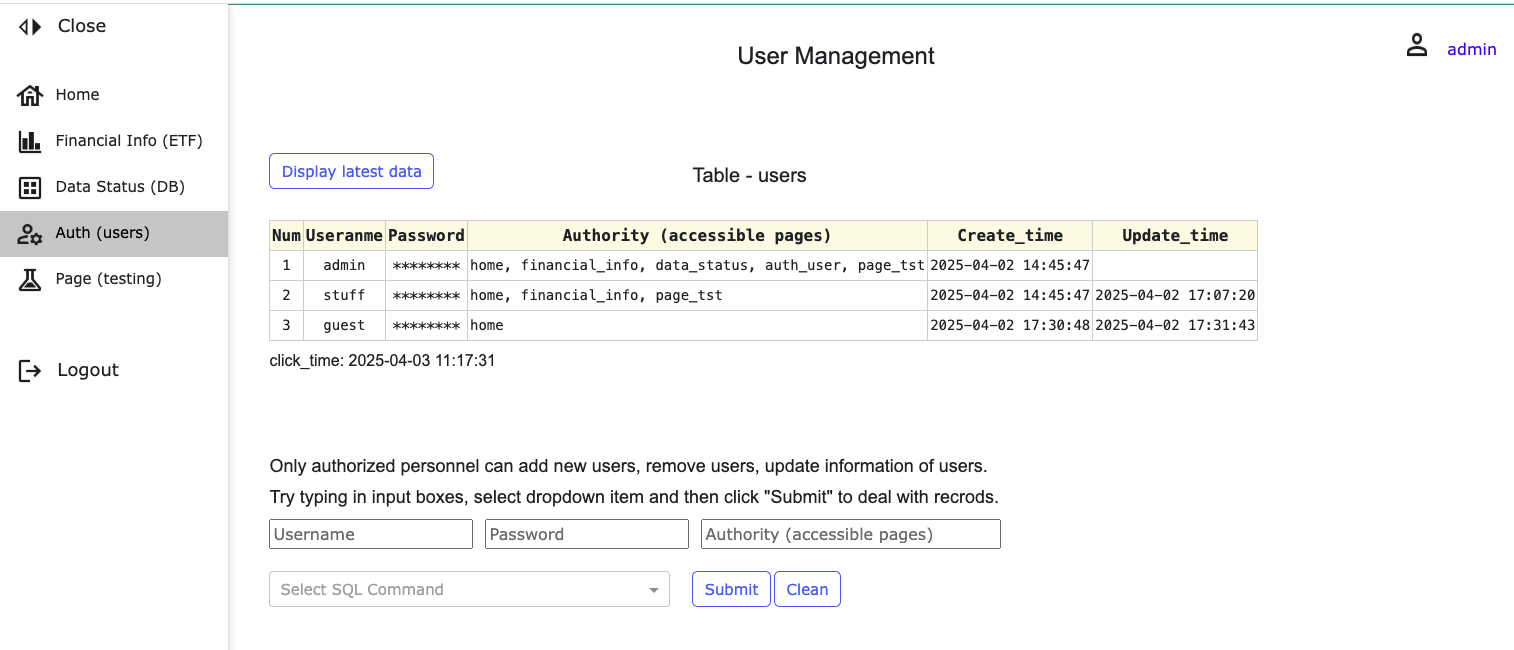 Close
Home
Financial Info (ETF)
Data Status (DB)
Auth (users)
Page (testing)
Logout
User Management
admin
Display latest data
Table - users
Num Useranme Password Authority (accessible pages) Create_time Update_time
1 admin ******** home, financial_info, data_status, auth_user, page_tst 2025-04-02 14:45:47
2 stuff ******** home, financial_info, page_tst 2025-04-02 14:45:47 2025-04-02 17:07:20
3 guest ******** home 2025-04-02 17:30:48 2025-04-02 17:31:43
click_time: 2025-04-03 11:17:31
Only authorized personnel can add new users, remove users, update information of users.
Try typing in input boxes, select dropdown item and then click "Submit" to deal with recrods.
Username Password Authority (accessible pages)
Select SQL Command Submit Clean